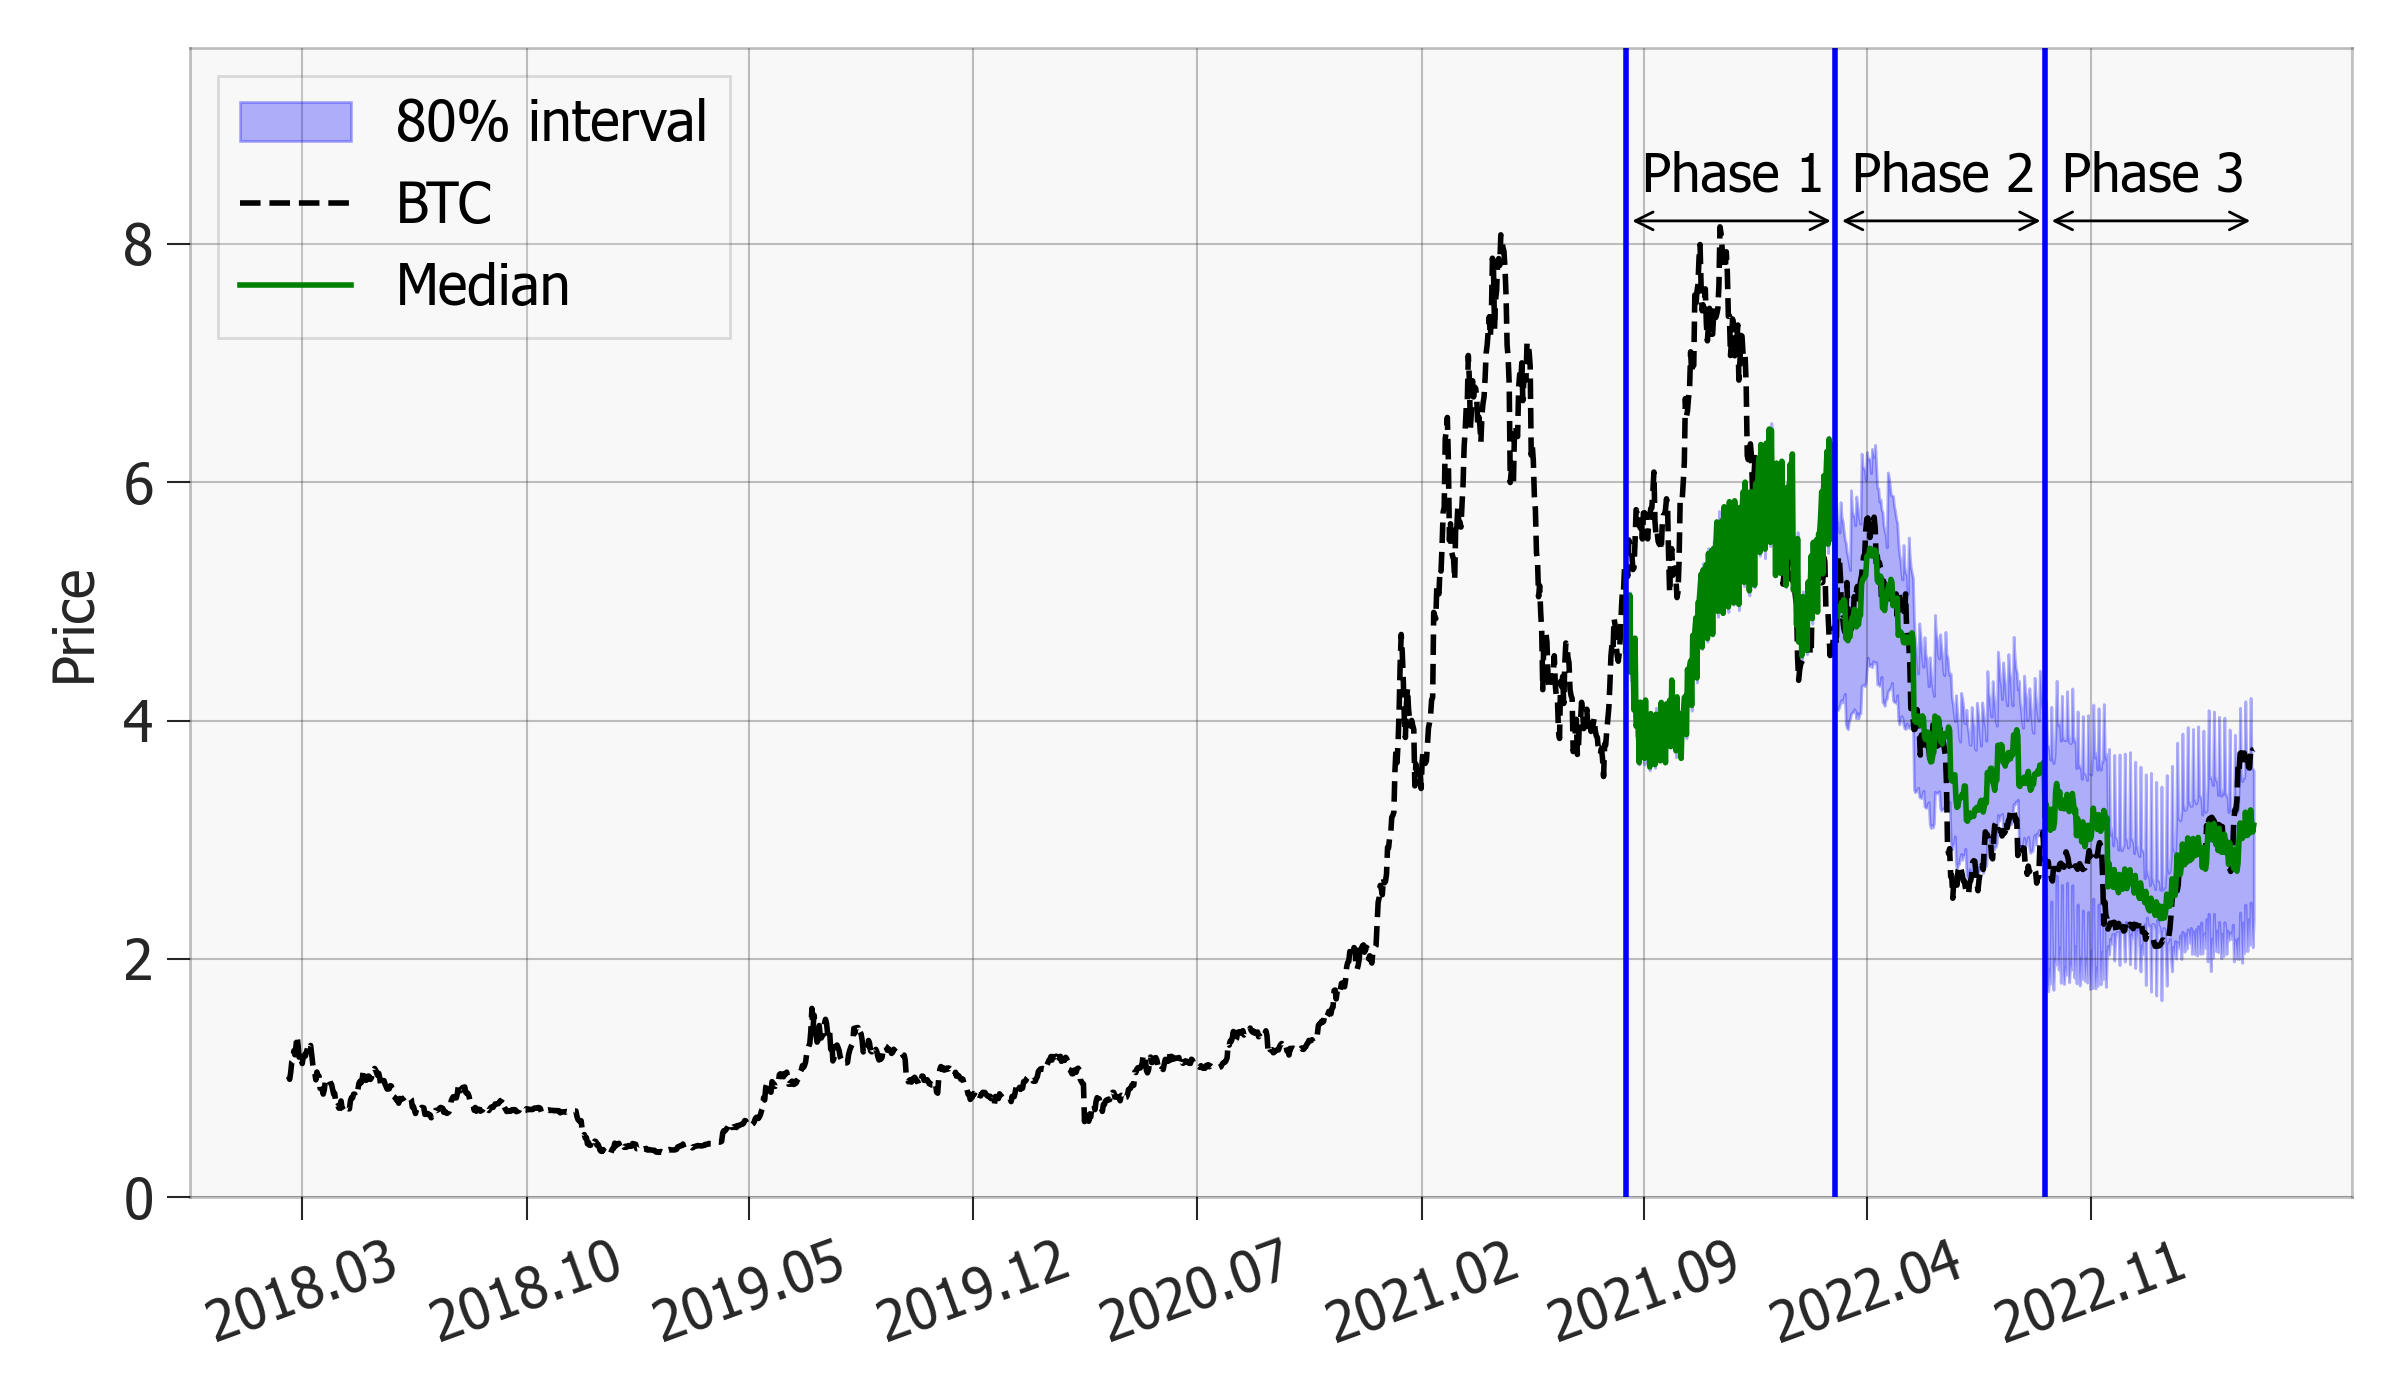 80% interval
BTC
Median
Phase 1
Phase 2
Phase 3
Price
8
6
4
2
0
2018.03
2018.10
2019.05
2019.12
2020.07
2021.02
2021.09
2022.04
2022.11